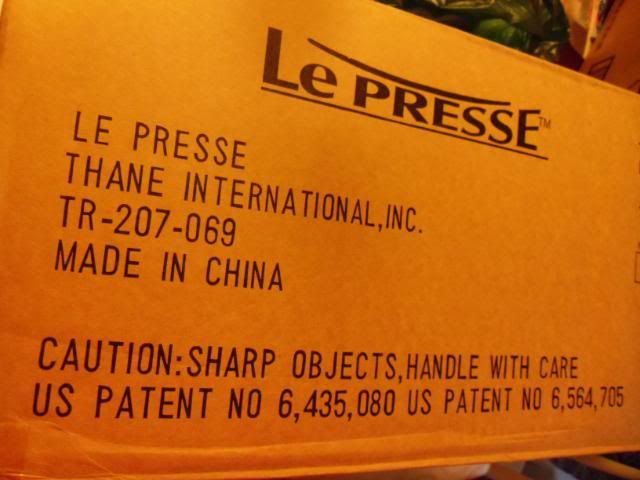 Le PRESSE™
LE PRESSE
THANE INTERNATIONAL,INC.
TR-207-069
MADE IN CHINA
CAUTION:SHARP OBJECTS,HANDLE WITH CARE
US PATENT NO 6,435,080 US PATENT NO 6,564,705